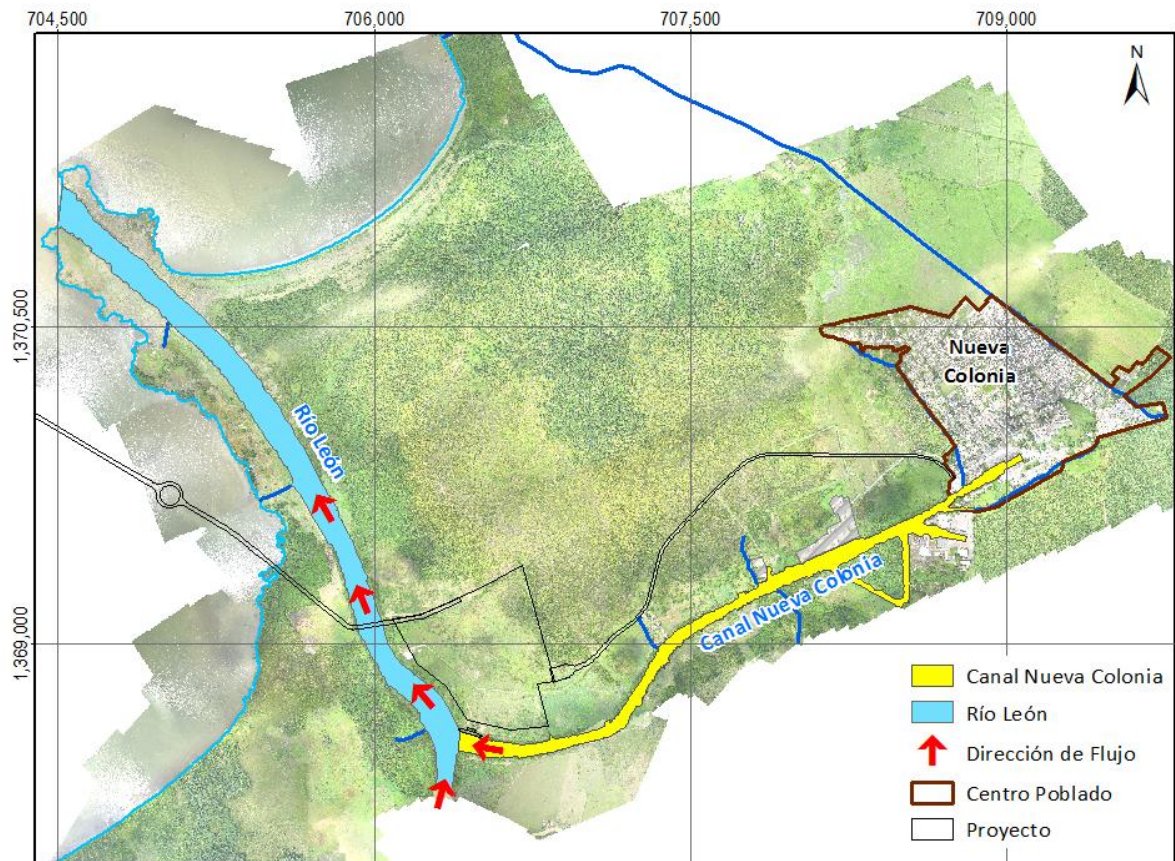 704,500
706,000
707,500
709,000
N
1,370,500
Nueva
Colonia
Río León
Canal Nueva Colonia
1,369,000
Canal Nueva Colonia
Río León
Dirección de Flujo
Centro Poblado
Proyecto